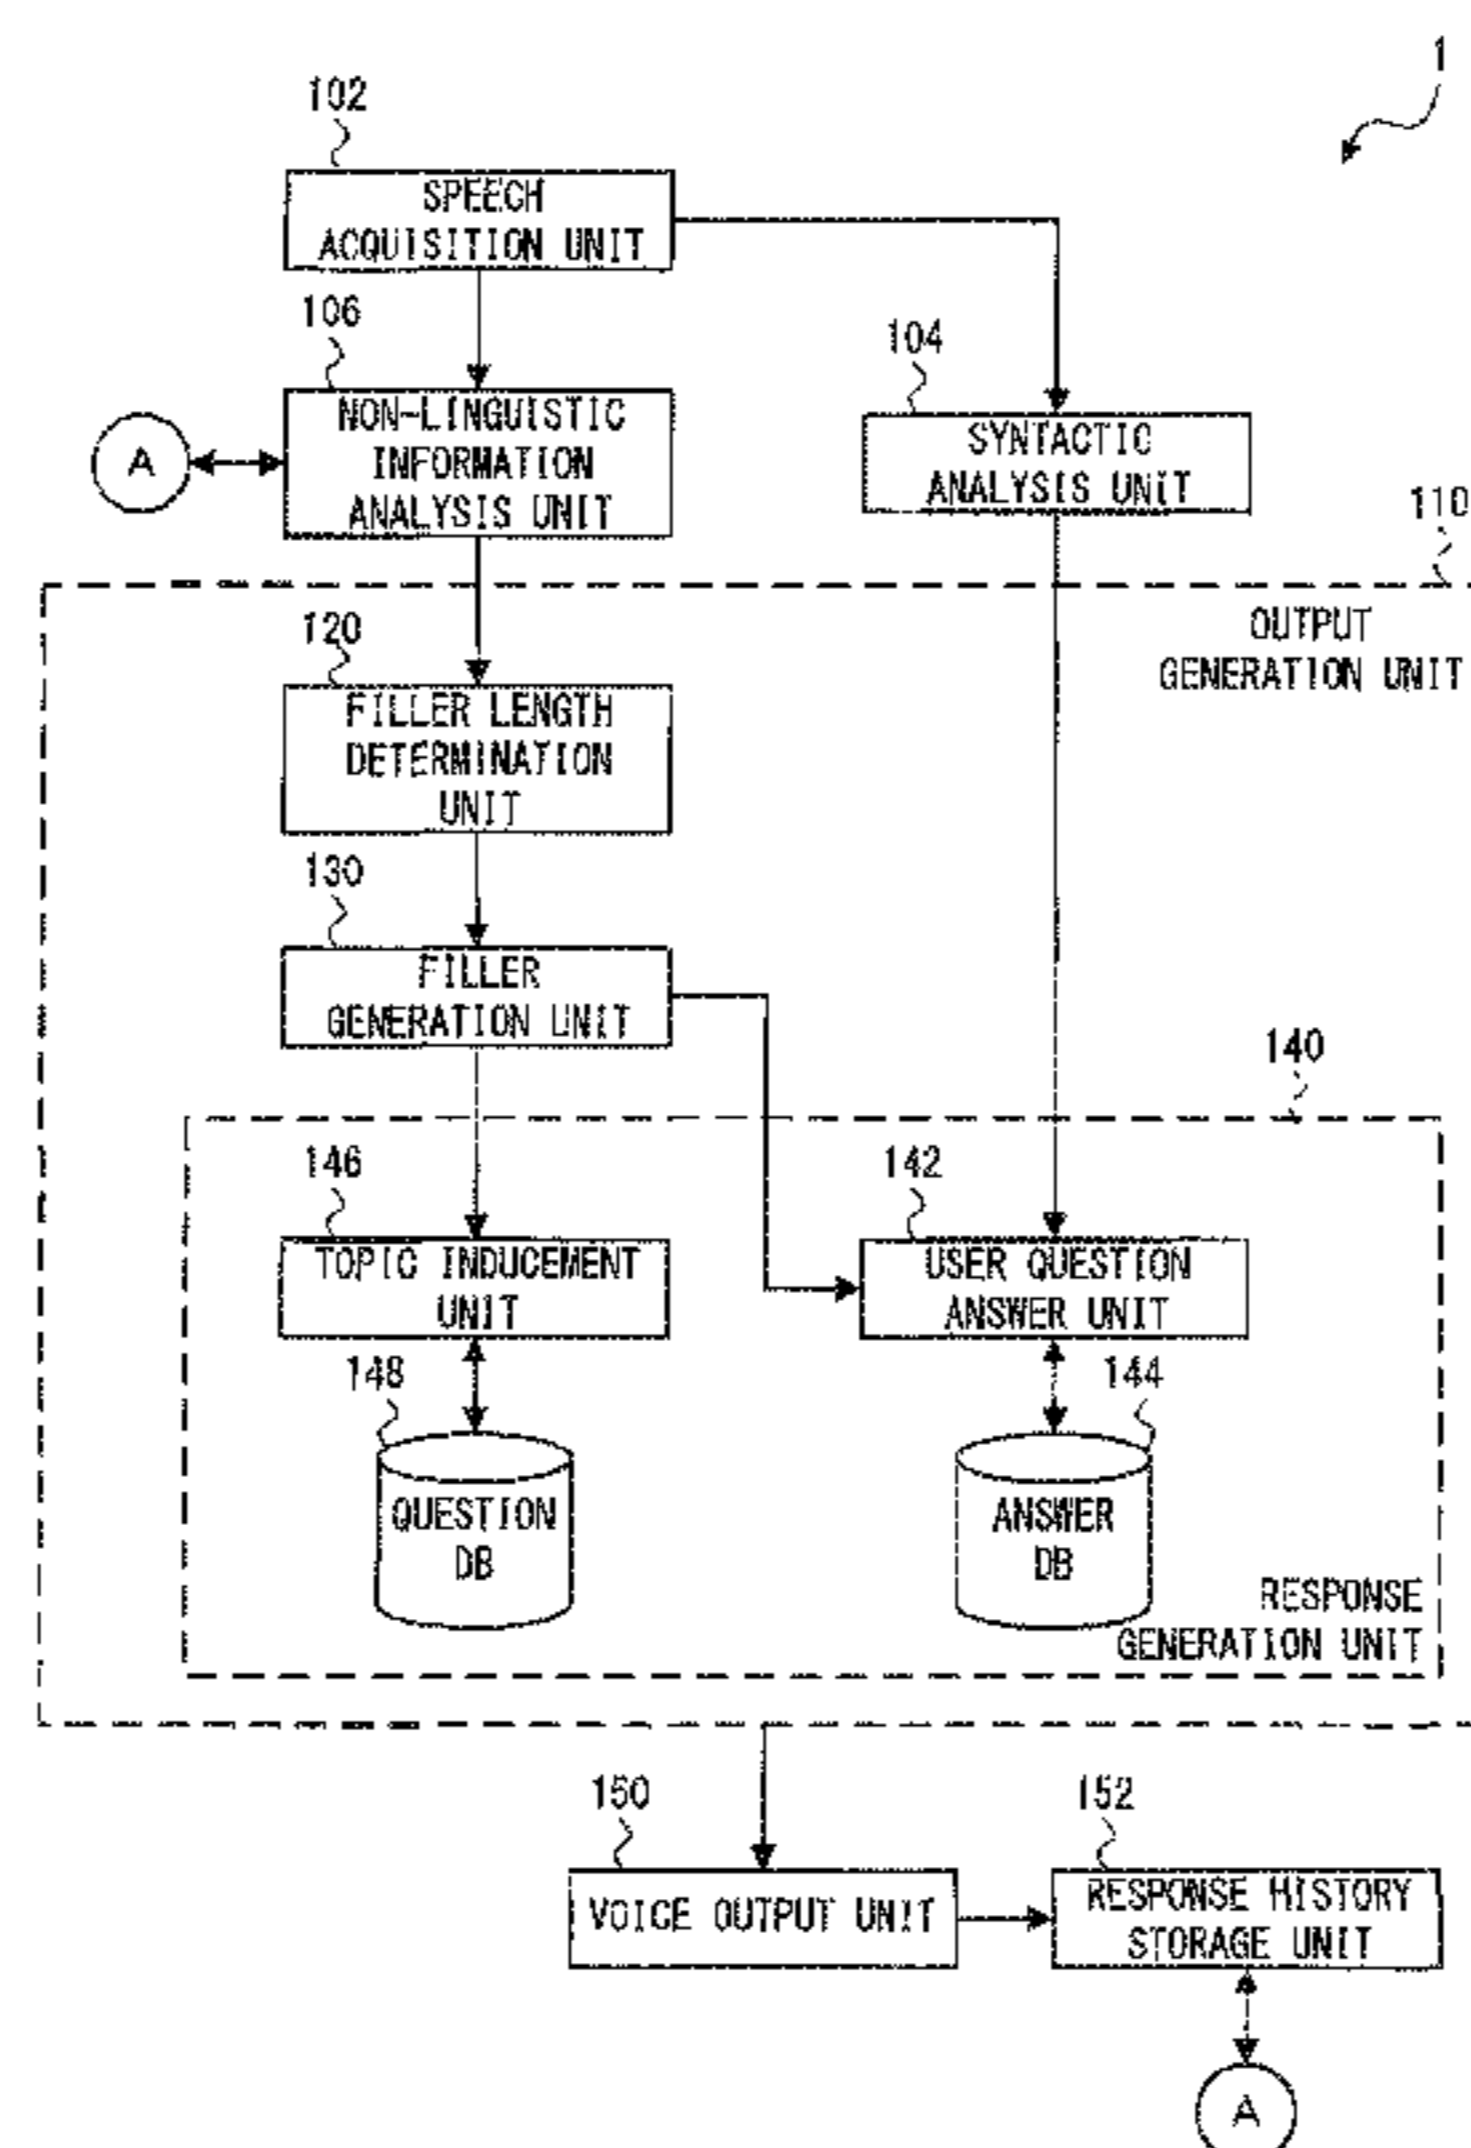 1
102
SPEECH
ACQUISITION UNIT
106
NON-LINGUISTIC
INFORMATION
ANALYSIS UNIT
A
104
SYNTACTIC
ANALYSIS UNIT
110
OUTPUT
GENERATION UNIT
120
FILLER LENGTH
DETERMINATION
UNIT
130
FILLER
GENERATION UNIT
140
146
TOPIC INDUCEMENT
UNIT
142
USER QUESTION
ANSWER UNIT
148
QUESTION
DB
144
ANSWER
DB
RESPONSE
GENERATION UNIT
150
VOICE OUTPUT UNIT
152
RESPONSE HISTORY
STORAGE UNIT
A